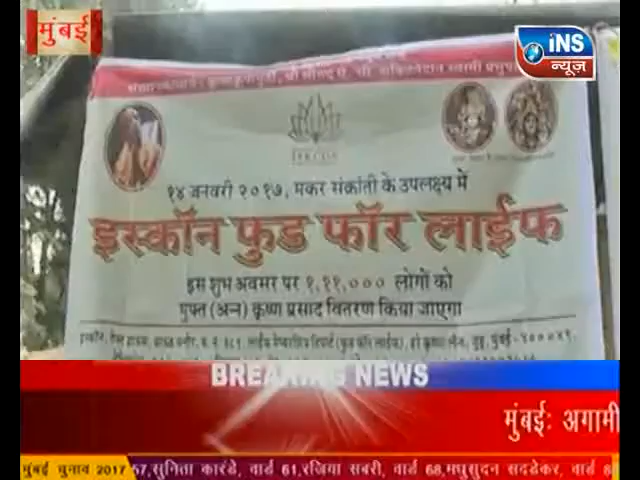 मुंबई
iNS
न्यूज़
ISKCON
१४ जनवरी २०१७, मकर संक्रांती के उपलक्ष्य में
इस्कॉन फुड फॉर लाईफ
इस शुभ अवसर पर १,११,००० लोगों को
मुफ्त (अन्न) कृष्ण प्रसाद वितरण किया जाएगा
BREAKING NEWS
मुंबईः अगामी
मुंबई चुनाव 2017 57,सुनिता कारंडे, वार्ड 61,रजिया सबरी, वार्ड 68,मधुसुदन सदडेकर, वार्ड